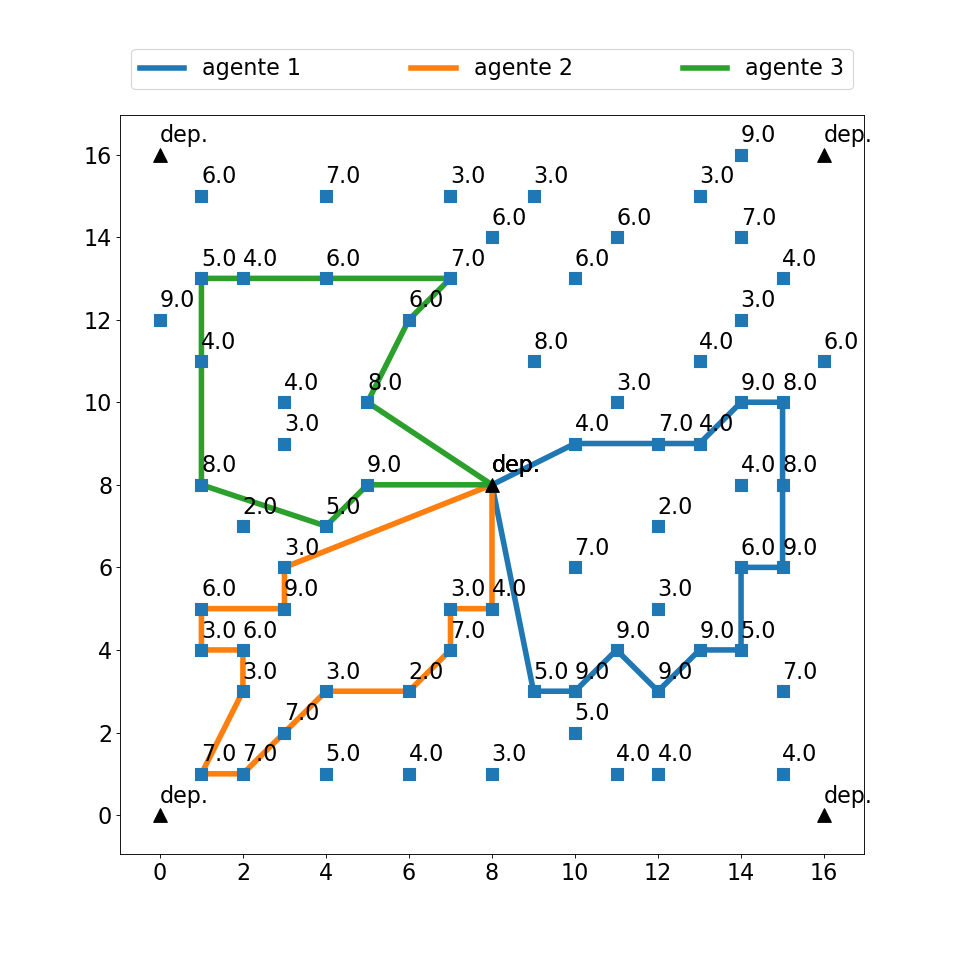 agente 1 agente 2 agente 3
dep. 9.0 dep.
16
6.0 7.0 3.0 3.0 3.0
6.0 6.0 7.0
14
5.0 4.0 6.0 7.0 6.0 4.0
9.0 6.0 3.0
12
4.0 8.0 4.0 6.0
4.0 8.0 3.0 9.0 8.0
10
3.0 4.0 7.0 4.0
8.0 9.0 dep. 4.0 8.0
8
2.0 5.0 2.0
3.0 7.0 6.0 9.0
6
6.0 9.0 3.0 4.0 3.0
3.0 6.0 7.0 9.0 9.0 5.0
4
3.0 3.0 2.0 5.0 9.0 9.0 7.0
7.0 5.0
2
7.0 7.0 5.0 4.0 3.0 4.0 4.0 4.0
dep. dep.
0
0 2 4 6 8 10 12 14 16